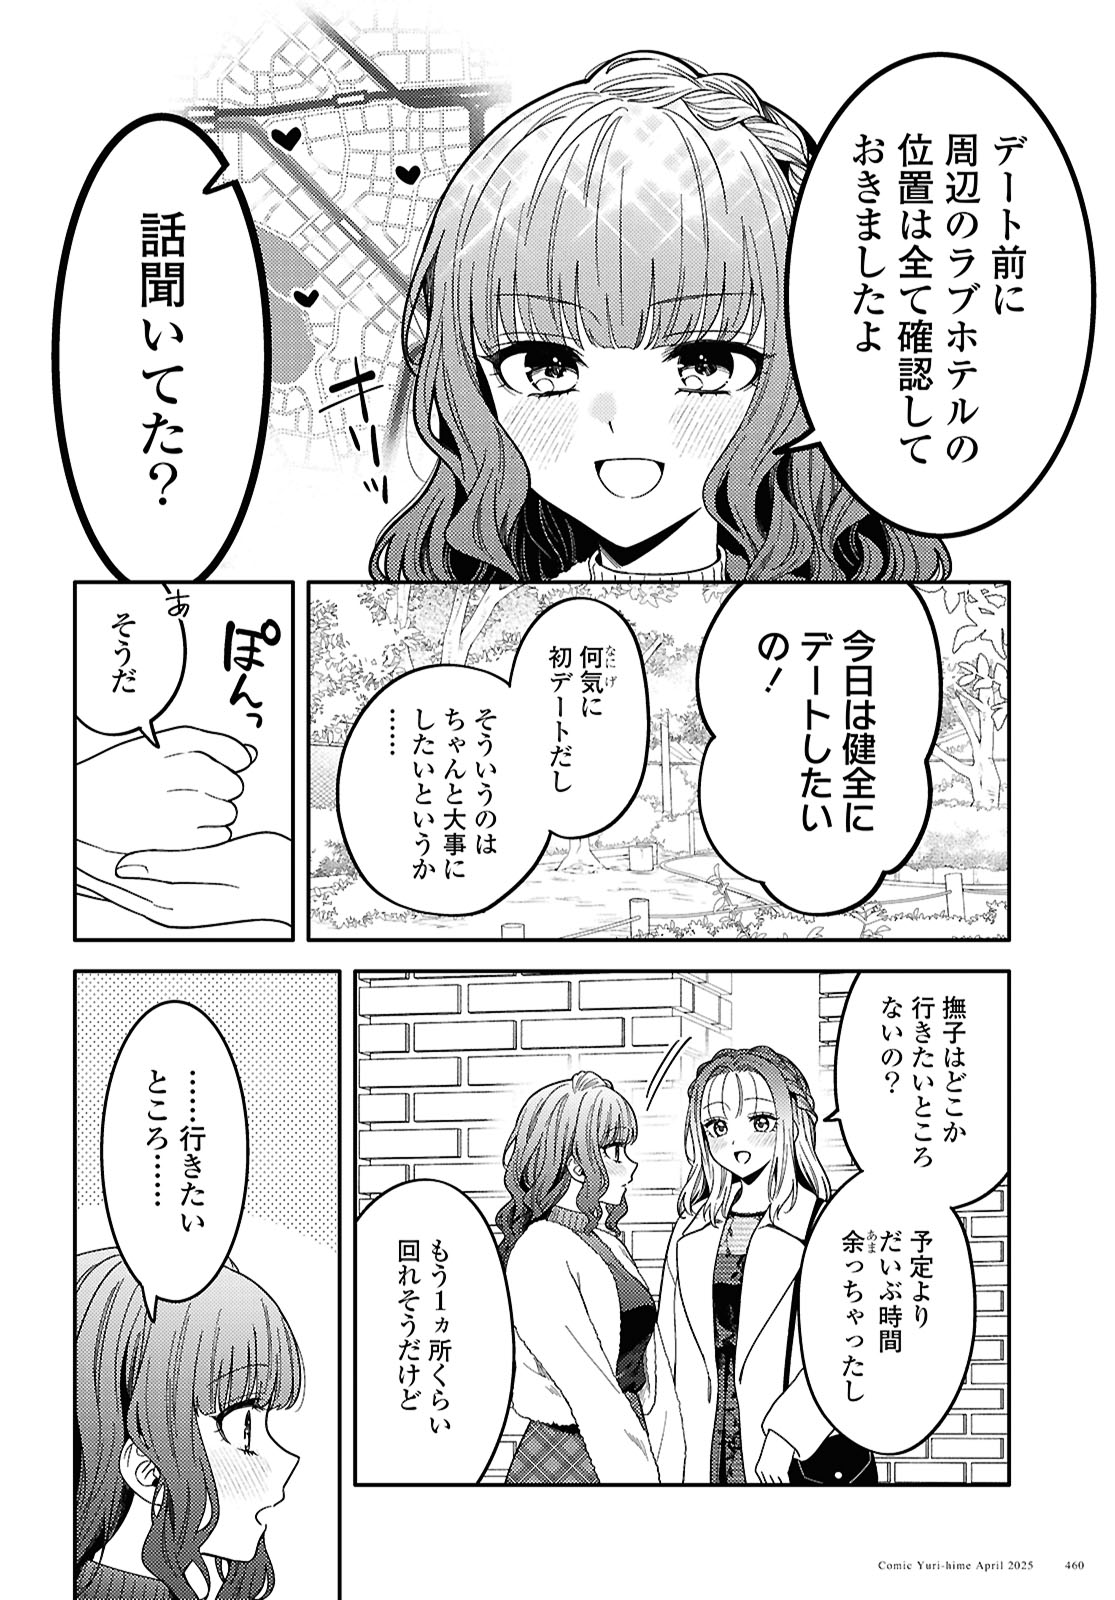 デート前に
周辺のラブホテルの
位置は全て確認して
おきましたよ
キリッ
話聞いてた？
今日は健全に
デートしたい
の！
何気に
なにげ
初デートだし
そういうのは
ちゃんと大事に
したいというか
……
ぽんっ
あ
そうだ
撫子はどこか
行きたいところ
ないの？
予定より
だいぶ時間
余っちゃったし
あま
もう1ヵ所くらい
回れそうだけど
……行きたい
ところ……
Comic Yuri-hime April 2025 460